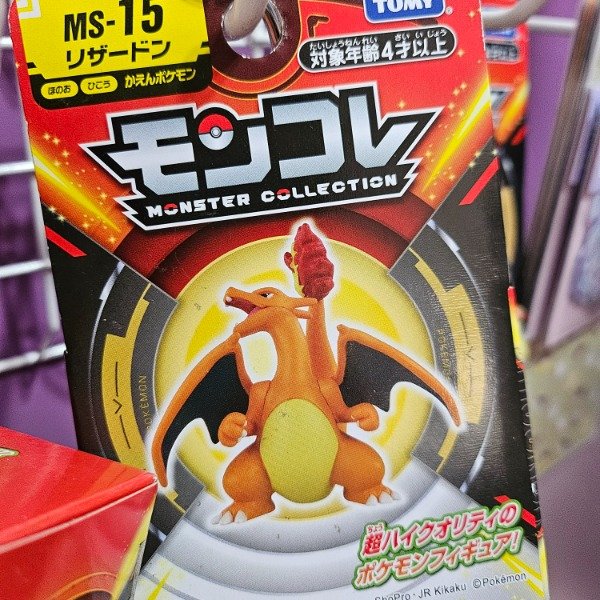 TOMY
MS-15
リザードン
ほのお ひこう かえんポケモン
たいしょうねんれい さい いじょう
対象年齢4才以上
モンコレ
MONSTER COLLECTION
POKÉMON
POKÉMON
ちょう
超ハイクオリティの
ポケモンフィギュア!
ShoPro・JR Kikaku ©Pokémon